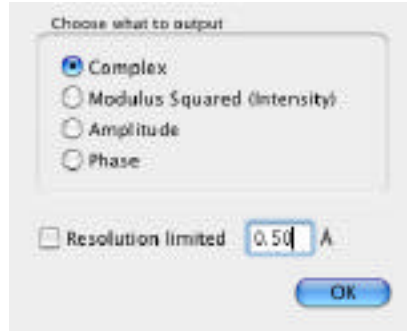 Choose what to output
Complex
Modulus Squared (Intensity)
Amplitude
Phase
Resolution limited 0.50 Å
OK